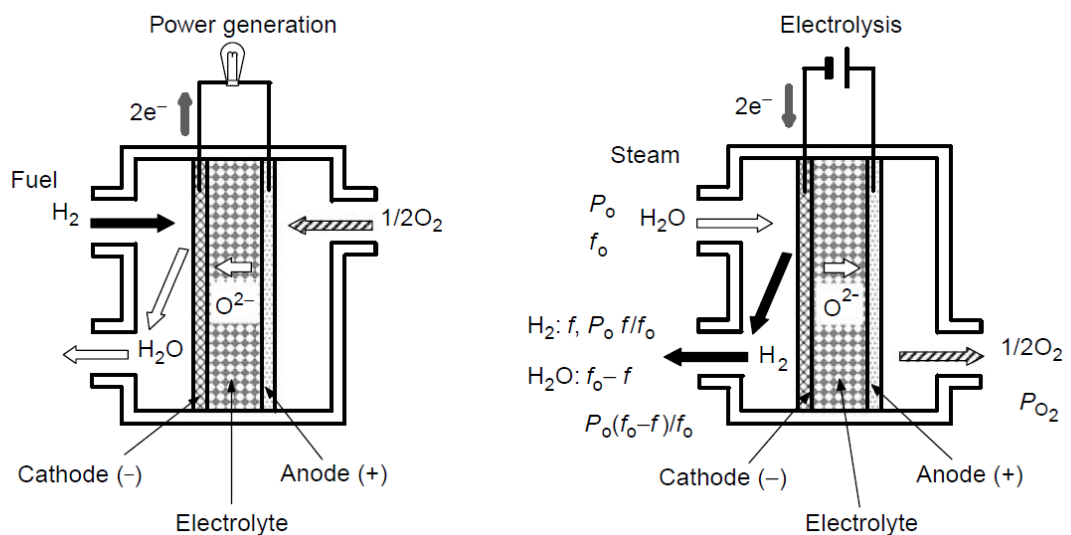 Power generation
2e⁻
Fuel
H₂
1/2O₂
O²⁻
H₂O
Cathode (−)
Anode (+)
Electrolyte
Electrolysis
2e⁻
Steam
Pₒ
H₂O
fₒ
O²⁻
H₂: f, Pₒ f/fₒ
H₂
1/2O₂
H₂O: fₒ− f
Pₒ(fₒ−f)/fₒ
P_O₂
Cathode (−)
Anode (+)
Electrolyte